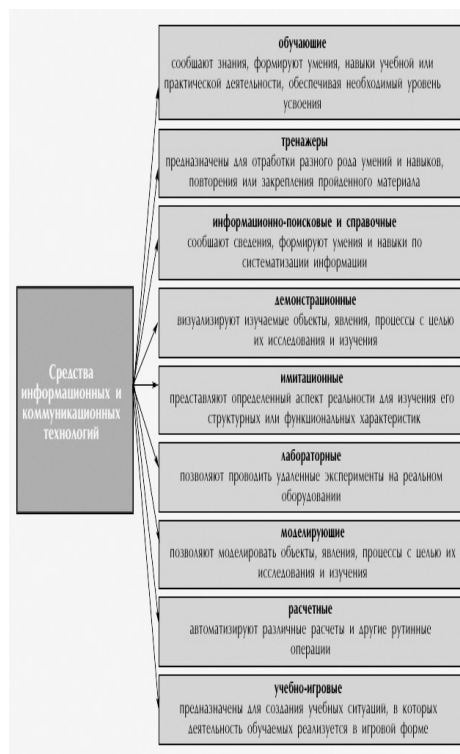 обучающие
сообщают знания, формируют умения, навыки учебной или
практической деятельности, обеспечивая необходимый уровень
усвоения
тренажеры
предназначены для отработки разного рода умений и навыков,
повторения или закрепления пройденного материала
информационно-поисковые и справочные
сообщают сведения, формируют умения и навыки по
систематизации информации
демонстрационные
визуализируют изучаемые объекты, явления, процессы с целью
их исследования и изучения
Средства
информационных и
коммуникационных
технологий
имитационные
представляют определенный аспект реальности для изучения его
структурных или функциональных характеристик
лабораторные
позволяют проводить удаленные эксперименты на реальном
оборудовании
моделирующие
позволяют моделировать объекты, явления, процессы с целью их
исследования и изучения
расчетные
автоматизируют различные расчеты и другие рутинные
операции
учебно-игровые
предназначены для создания учебных ситуаций, в которых
деятельность обучаемых реализуется в игровой форме